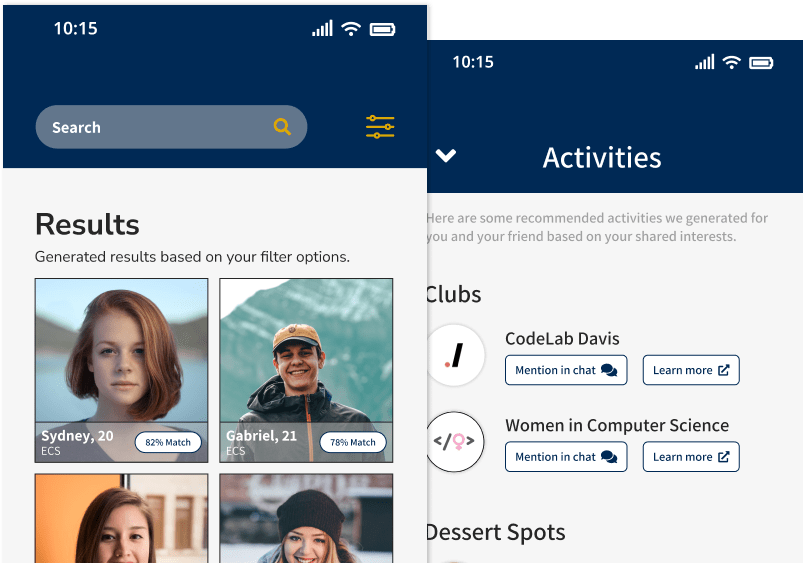 10:15
Search
Results
Generated results based on your filter options.
Sydney, 20
ECS
82% Match
Gabriel, 21
ECS
78% Match
10:15
Activities
Here are some recommended activities we generated for
you and your friend based on your shared interests.
Clubs
./
CodeLab Davis
Mention in chat
Learn more
</♀>
Women in Computer Science
Mention in chat
Learn more
Dessert Spots